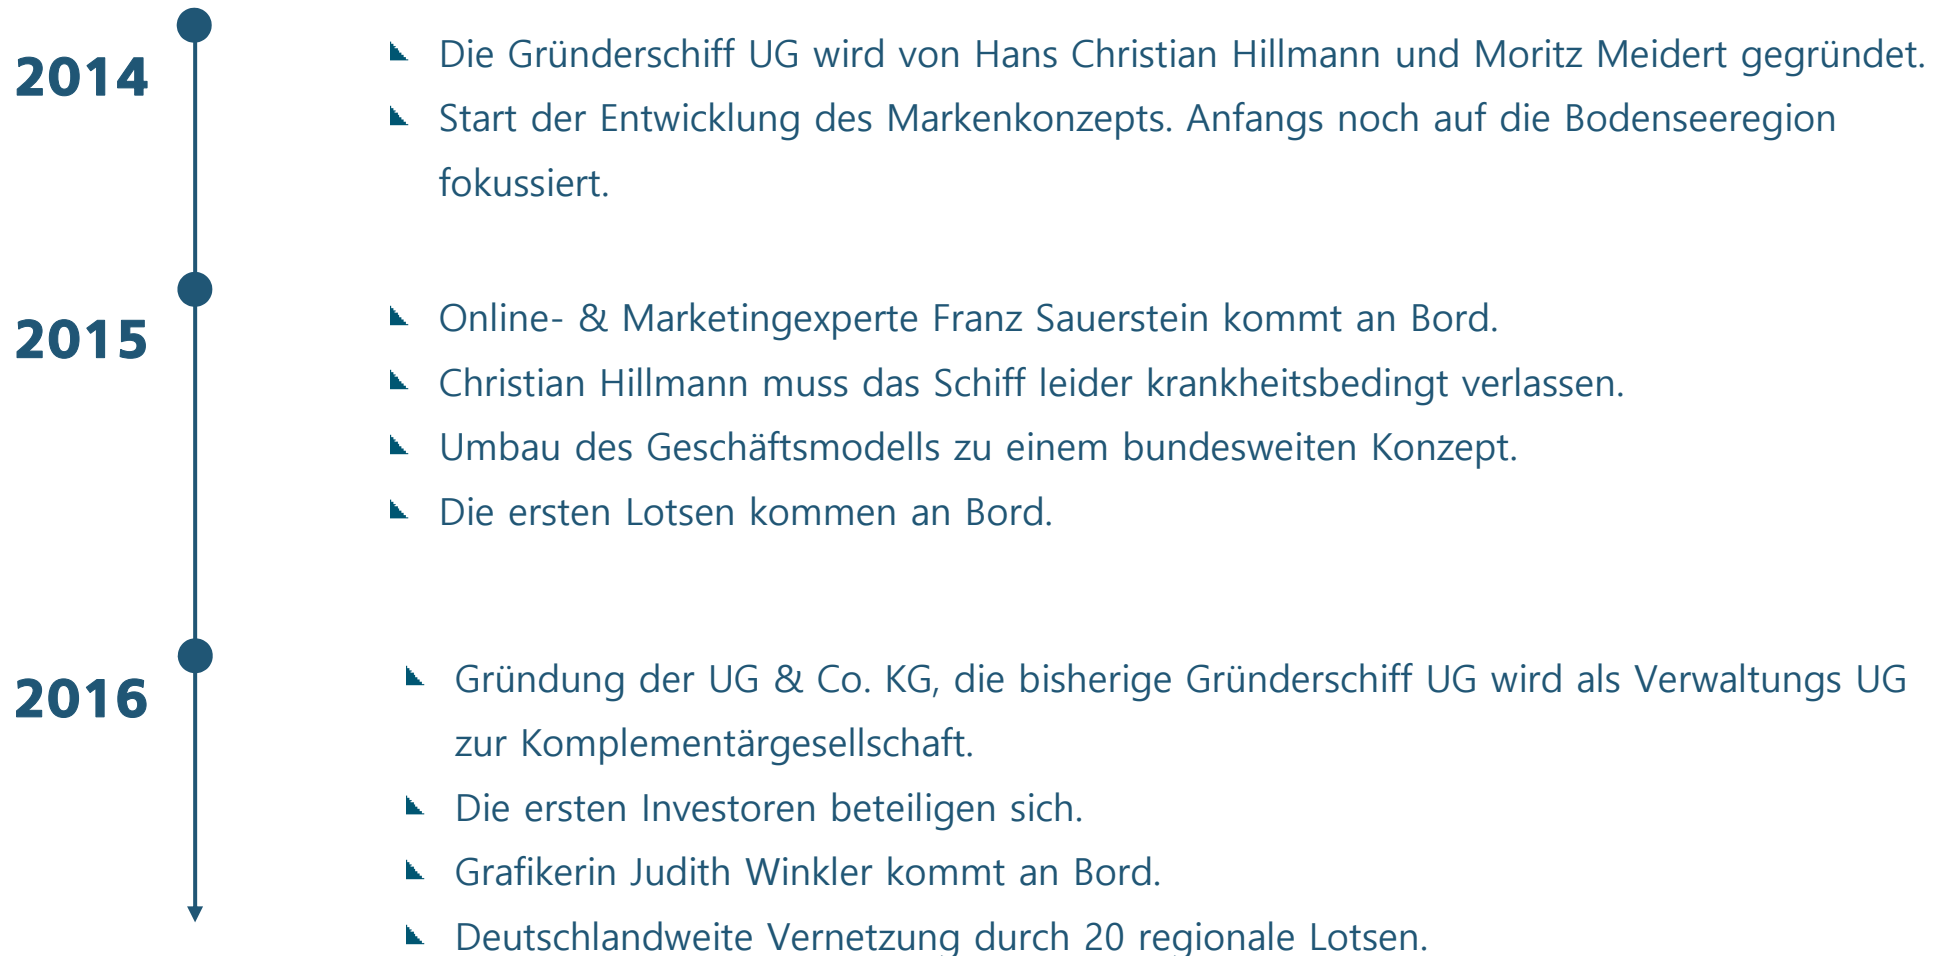 2014
Die Gründerschiff UG wird von Hans Christian Hillmann und Moritz Meidert gegründet.
Start der Entwicklung des Markenkonzepts. Anfangs noch auf die Bodenseeregion
fokussiert.
2015
Online- & Marketingexperte Franz Sauerstein kommt an Bord.
Christian Hillmann muss das Schiff leider krankheitsbedingt verlassen.
Umbau des Geschäftsmodells zu einem bundesweiten Konzept.
Die ersten Lotsen kommen an Bord.
2016
Gründung der UG & Co. KG, die bisherige Gründerschiff UG wird als Verwaltungs UG
zur Komplementärgesellschaft.
Die ersten Investoren beteiligen sich.
Grafikerin Judith Winkler kommt an Bord.
Deutschlandweite Vernetzung durch 20 regionale Lotsen.